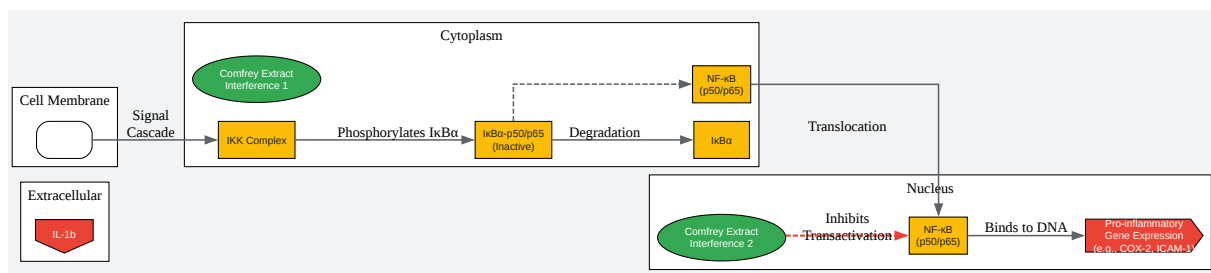 Cytoplasm
Comfrey Extract
Interference 1
NF-κB
(p50/p65)
Cell Membrane
Signal
Cascade
IKK Complex
Phosphorylates IκBα
IκBα-p50/p65
(Inactive)
Degradation
IκBα
Translocation
Extracellular
IL-1b
Nucleus
Comfrey Extract
Interference 2
Inhibits
Transactivation
NF-κB
(p50/p65)
Binds to DNA
Pro-inflammatory
Gene Expression
(e.g., COX-2, ICAM-1)